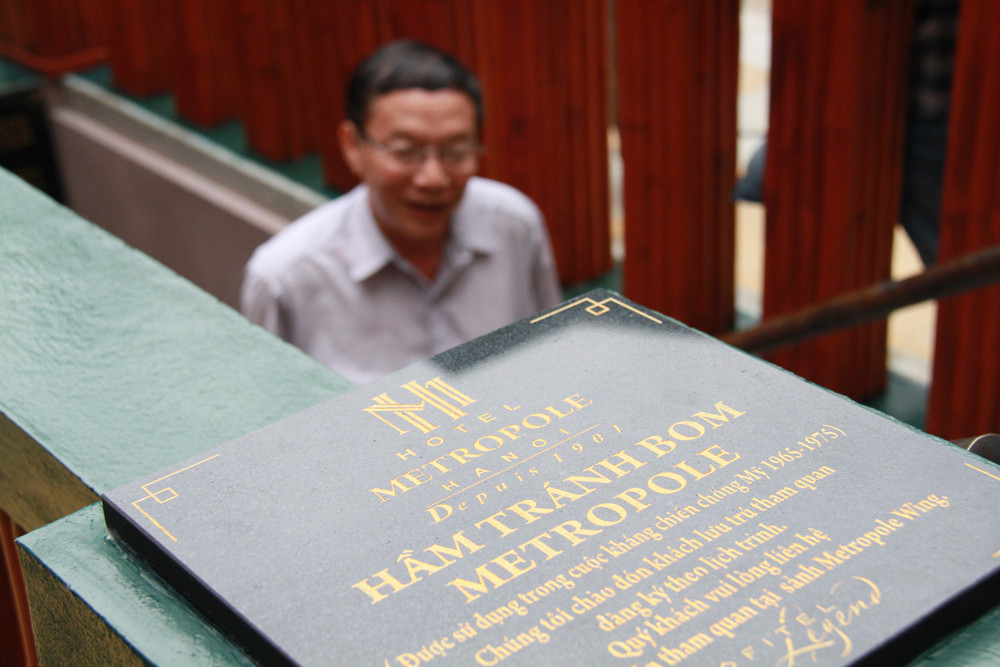 HOTEL
METROPOLE
HANOI
Depuis 1901
HẦM TRÁNH BOM
METROPOLE
(Được sử dụng trong cuộc kháng chiến chống Mỹ 1965-1975)
Chúng tôi chào đón khách lưu trú tham quan
đăng ký theo lịch trình.
Quý khách vui lòng liên hệ
tham quan tại sảnh Metropole Wing.
Legend